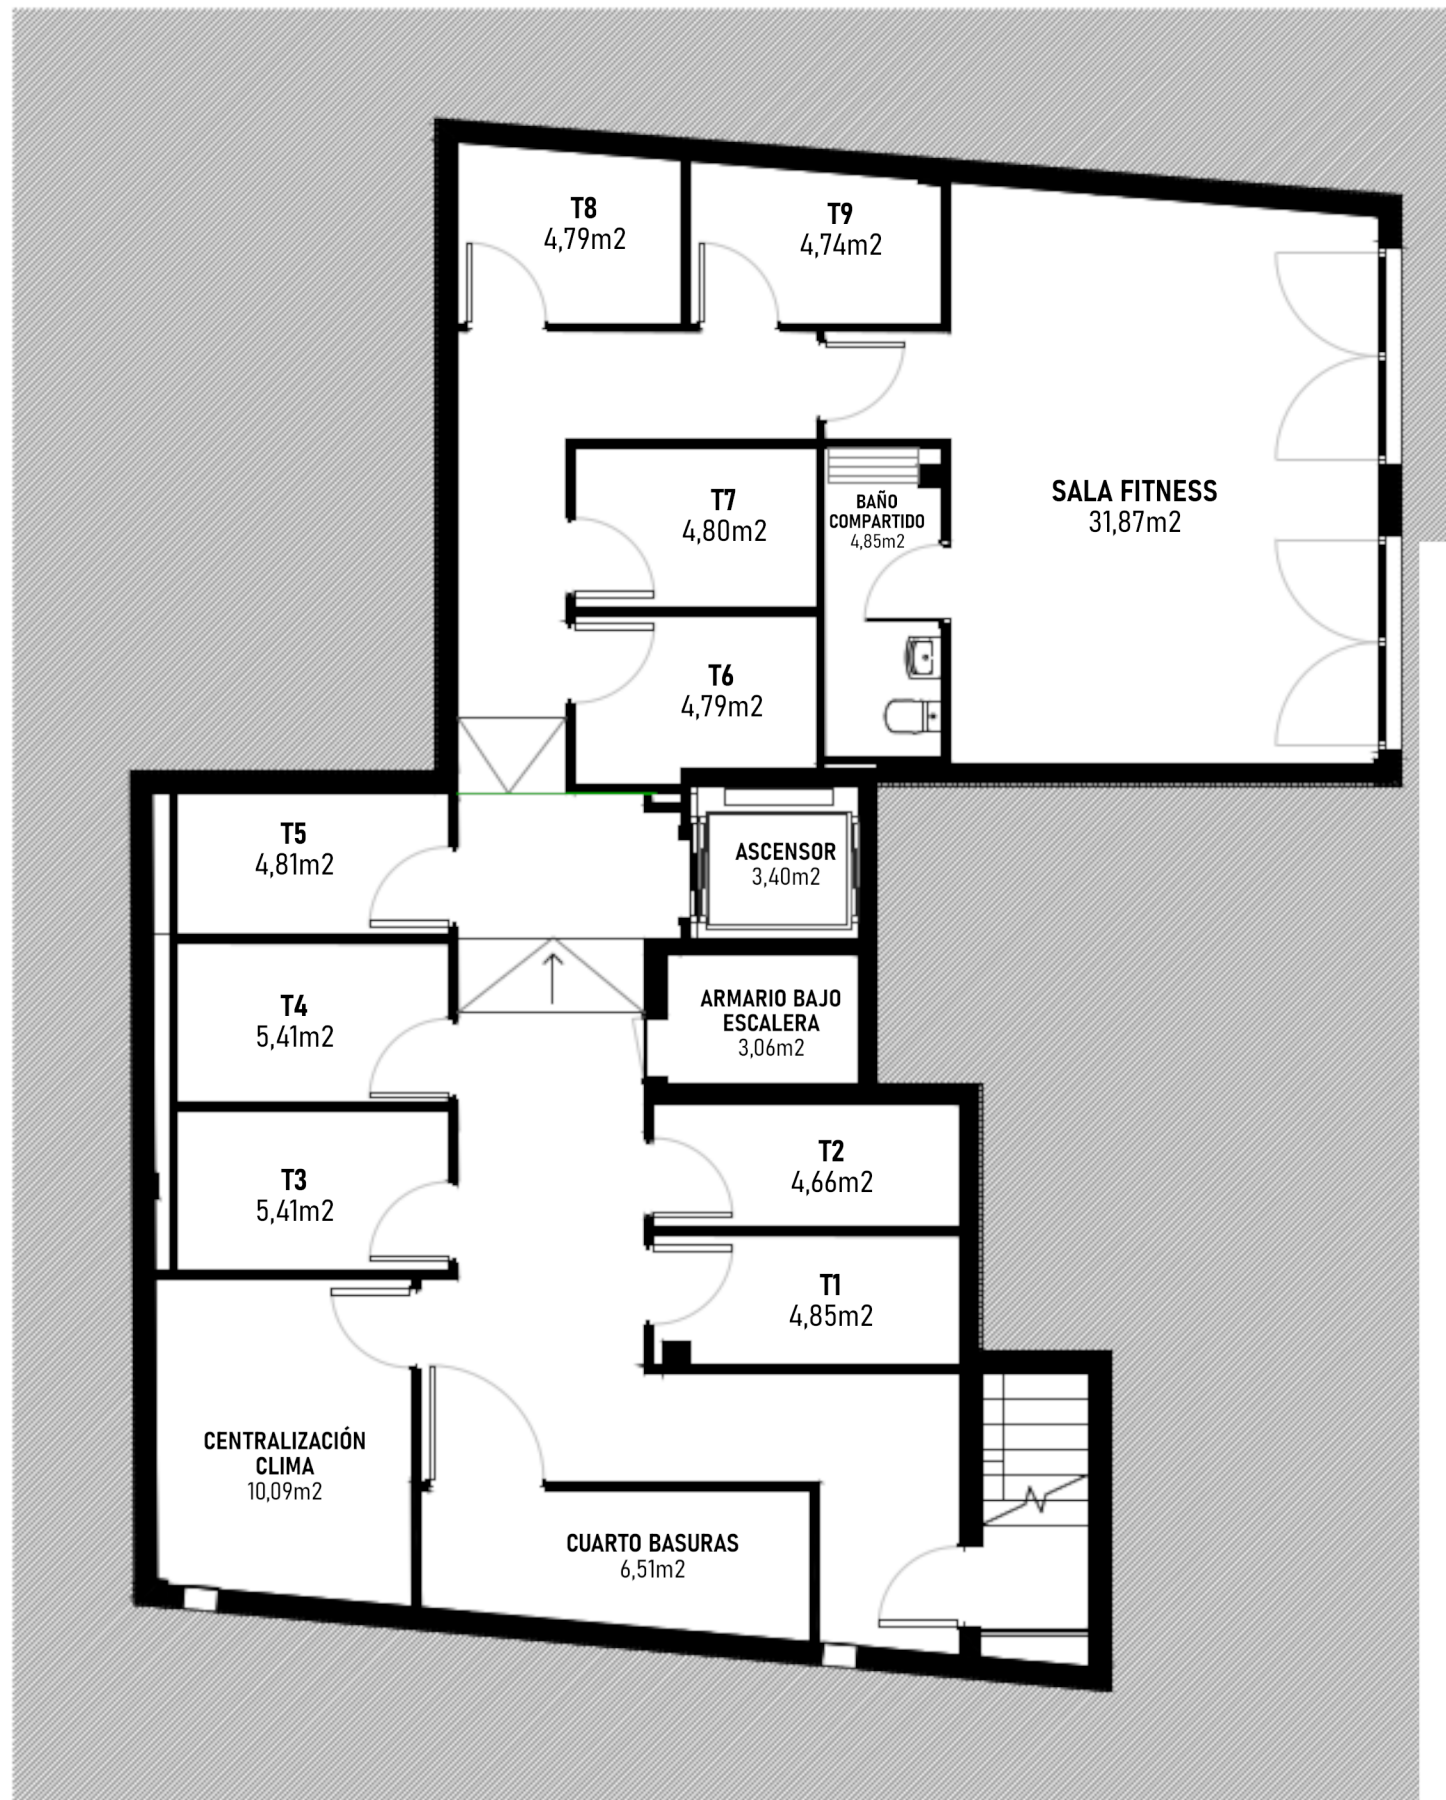 T8
4,79m2
T9
4,74m2
T7
4,80m2
BAÑO
COMPARTIDO
4,85m2
SALA FITNESS
31,87m2
T6
4,79m2
T5
4,81m2
ASCENSOR
3,40m2
T4
5,41m2
ARMARIO BAJO
ESCALERA
3,06m2
T3
5,41m2
T2
4,66m2
T1
4,85m2
CENTRALIZACIÓN
CLIMA
10,09m2
CUARTO BASURAS
6,51m2